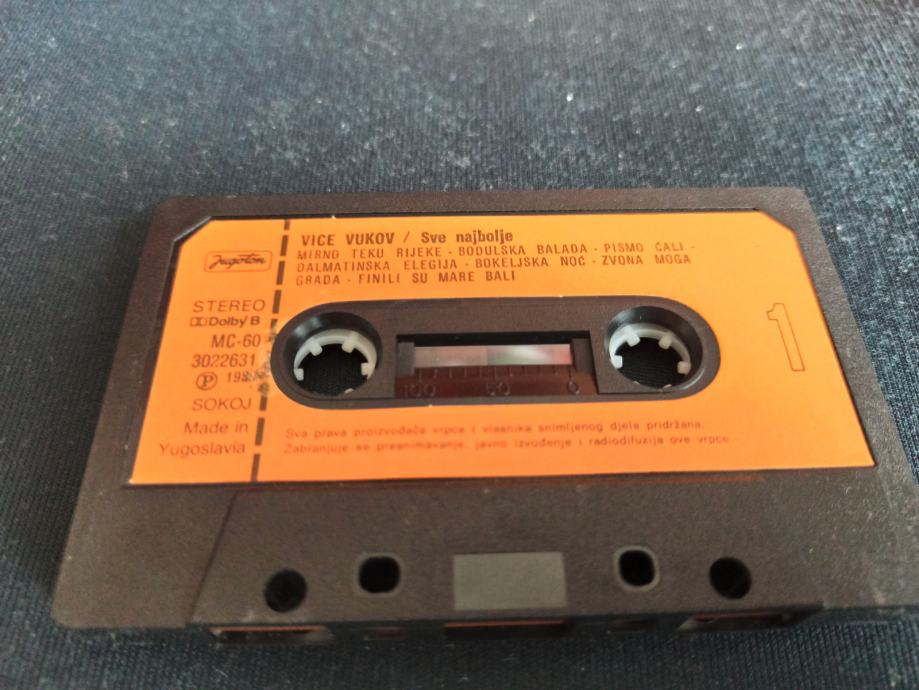 VICE VUKOV / Sve najbolje
MIRNO TEKU RIJEKE - BODULSKA BALADA - PISMO ĆALI -
DALMATINSKA ELEGIJA - BOKELJSKA NOĆ - ZVONA MOGA
GRADA - FINILI SU MARE BALI
Jugoton
STEREO
Dolby B
MC-60
3022631
Ⓟ
SOKOJ
Made in
Yugoslavia
100 50 0
1
Sva prava proizvođača vrpce i vlasnika snimljenog djela pridržana.
Zabranjuje se presnimavanje, javno izvođenje i radiodifuzija ove vrpce.